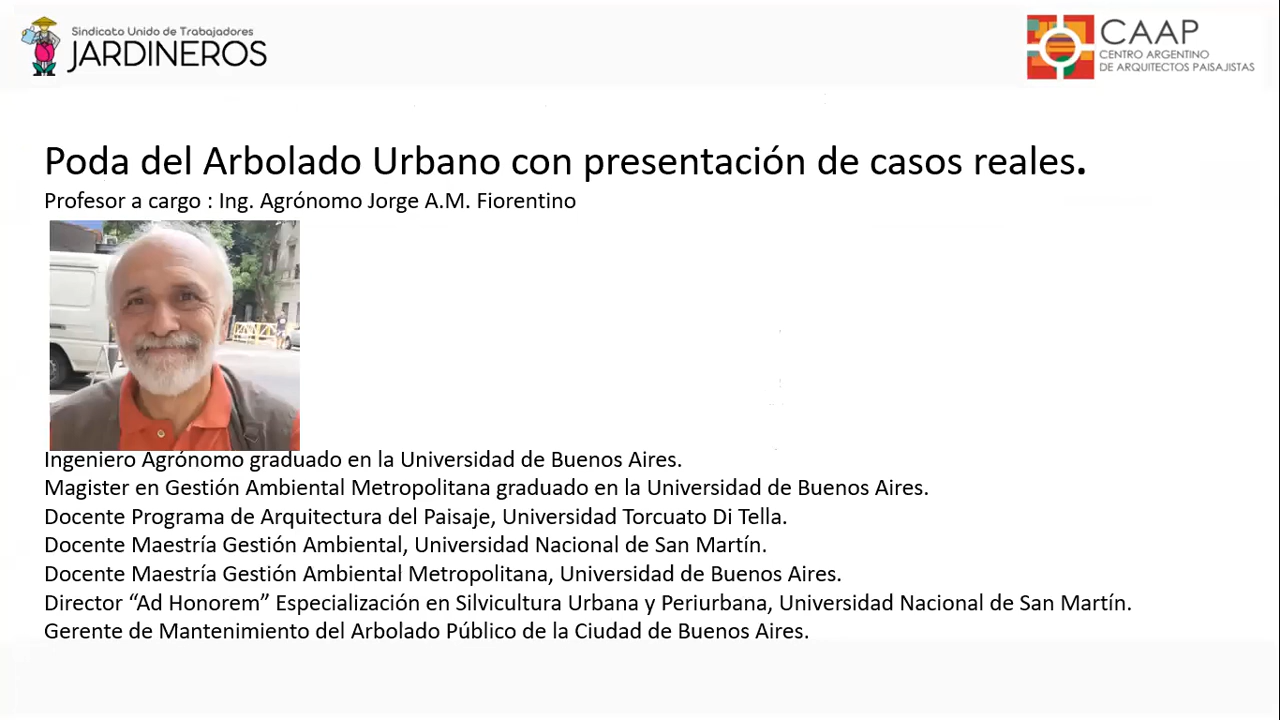 Sindicato Unido de Trabajadores
JARDINEROS
CAAP
CENTRO ARGENTINO
DE ARQUITECTOS PAISAJISTAS
Poda del Arbolado Urbano con presentación de casos reales.
Profesor a cargo : Ing. Agrónomo Jorge A.M. Fiorentino
Ingeniero Agrónomo graduado en la Universidad de Buenos Aires.
Magister en Gestión Ambiental Metropolitana graduado en la Universidad de Buenos Aires.
Docente Programa de Arquitectura del Paisaje, Universidad Torcuato Di Tella.
Docente Maestría Gestión Ambiental, Universidad Nacional de San Martín.
Docente Maestría Gestión Ambiental Metropolitana, Universidad de Buenos Aires.
Director “Ad Honorem” Especialización en Silvicultura Urbana y Periurbana, Universidad Nacional de San Martín.
Gerente de Mantenimiento del Arbolado Público de la Ciudad de Buenos Aires.